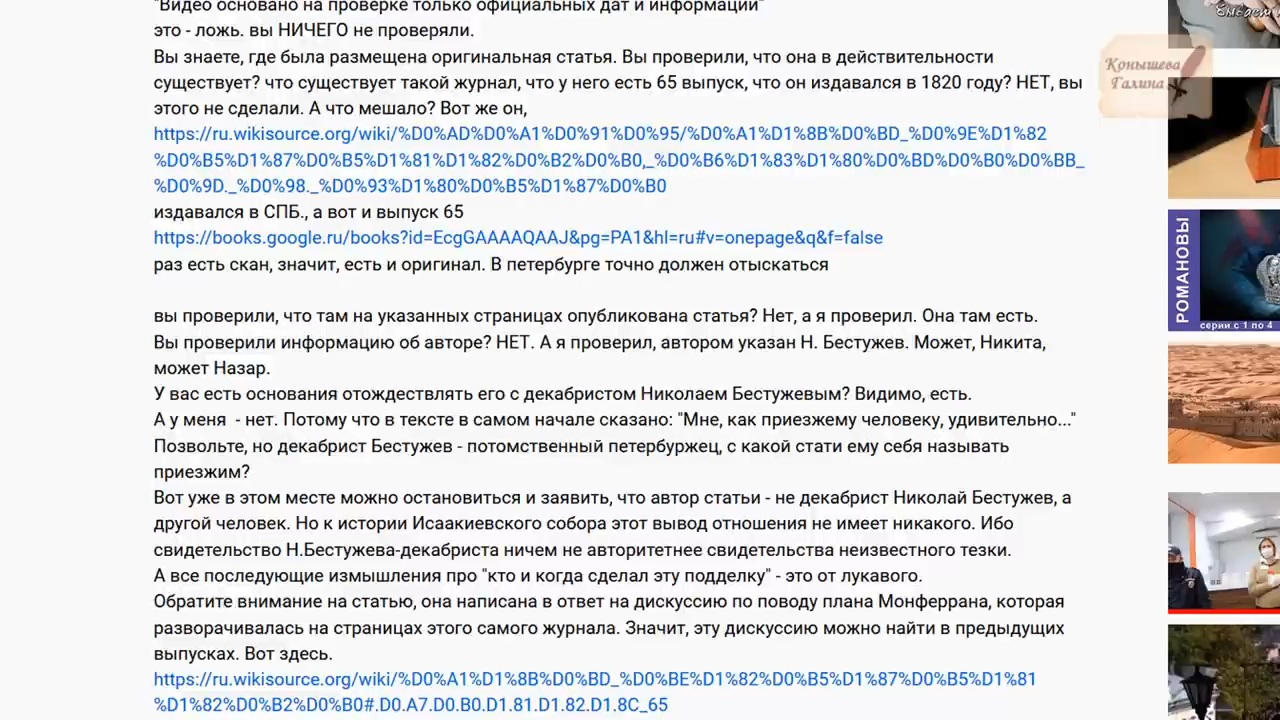 "Видео основано на проверке только официальных дат и информации"
это - ложь. вы НИЧЕГО не проверяли.
Вы знаете, где была размещена оригинальная статья. Вы проверили, что она в действительности
существует? что существует такой журнал, что у него есть 65 выпуск, что он издавался в 1820 году? НЕТ, вы
этого не сделали. А что мешало? Вот же он,
https://ru.wikisource.org/wiki/%D0%AD%D0%A1%D0%91%D0%95/%D0%A1%D1%8B%D0%BD_%D0%9E%D1%82
%D0%B5%D1%87%D0%B5%D1%81%D1%82%D0%B2%D0%B0,_%D0%B6%D1%83%D1%80%D0%BD%D0%B0%D0%BB_
%D0%9D._%D0%98._%D0%93%D1%80%D0%B5%D1%87%D0%B0
издавался в СПБ., а вот и выпуск 65
https://books.google.ru/books?id=EcgGAAAAQAAJ&pg=PA1&hl=ru#v=onepage&q&f=false
раз есть скан, значит, есть и оригинал. В петербурге точно должен отыскаться
вы проверили, что там на указанных страницах опубликована статья? Нет, а я проверил. Она там есть.
Вы проверили информацию об авторе? НЕТ. А я проверил, автором указан Н. Бестужев. Может, Никита,
может Назар.
У вас есть основания отождествлять его с декабристом Николаем Бестужевым? Видимо, есть.
А у меня - нет. Потому что в тексте в самом начале сказано: "Мне, как приезжему человеку, удивительно..."
Позвольте, но декабрист Бестужев - потомственный петербуржец, с какой стати ему себя называть
приезжим?
Вот уже в этом месте можно остановиться и заявить, что автор статьи - не декабрист Николай Бестужев, а
другой человек. Но к истории Исаакиевского собора этот вывод отношения не имеет никакого. Ибо
свидетельство Н.Бестужева-декабриста ничем не авторитетнее свидетельства неизвестного тезки.
А все последующие измышления про "кто и когда сделал эту подделку" - это от лукавого.
Обратите внимание на статью, она написана в ответ на дискуссию по поводу плана Монферрана, которая
разворачивалась на страницах этого самого журнала. Значит, эту дискуссию можно найти в предыдущих
выпусках. Вот здесь.
https://ru.wikisource.org/wiki/%D0%A1%D1%8B%D0%BD_%D0%BE%D1%82%D0%B5%D1%87%D0%B5%D1%81
%D1%82%D0%B2%D0%B0#.D0.A7.D0.B0.D1.81.D1.82.D1.8C_65
Конышева
Галина
РОМАНОВЫ
серии с 1 по 4